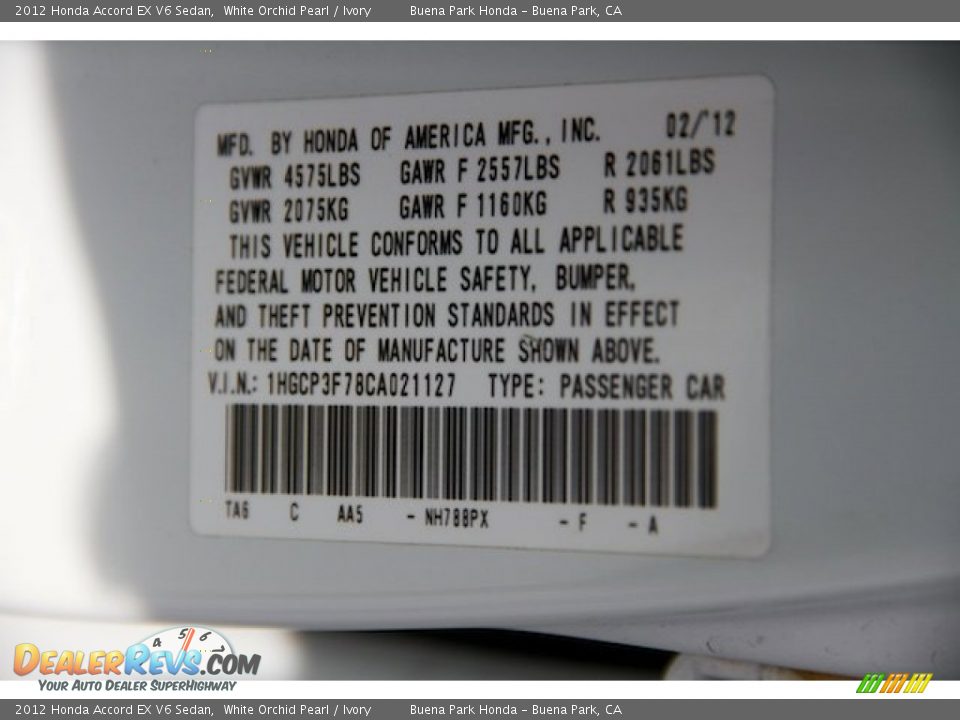 2012 Honda Accord EX V6 Sedan, White Orchid Pearl / Ivory Buena Park Honda – Buena Park, CA
MFD. BY HONDA OF AMERICA MFG., INC. 02/'12
GVWR 4575LBS GAWR F 2557LBS R 2061LBS
GVWR 2075KG GAWR F 1160KG R 935KG
THIS VEHICLE CONFORMS TO ALL APPLICABLE
FEDERAL MOTOR VEHICLE SAFETY, BUMPER,
AND THEFT PREVENTION STANDARDS IN EFFECT
ON THE DATE OF MANUFACTURE SHOWN ABOVE.
V.I.N.: 1HGCP3F78CA021127 TYPE: PASSENGER CAR
TA6 C AA5 - NH788PX - F - A
4 5 6
DEALERREVS.COM
YOUR AUTO DEALER SUPERHIGHWAY
2012 Honda Accord EX V6 Sedan, White Orchid Pearl / Ivory Buena Park Honda – Buena Park, CA